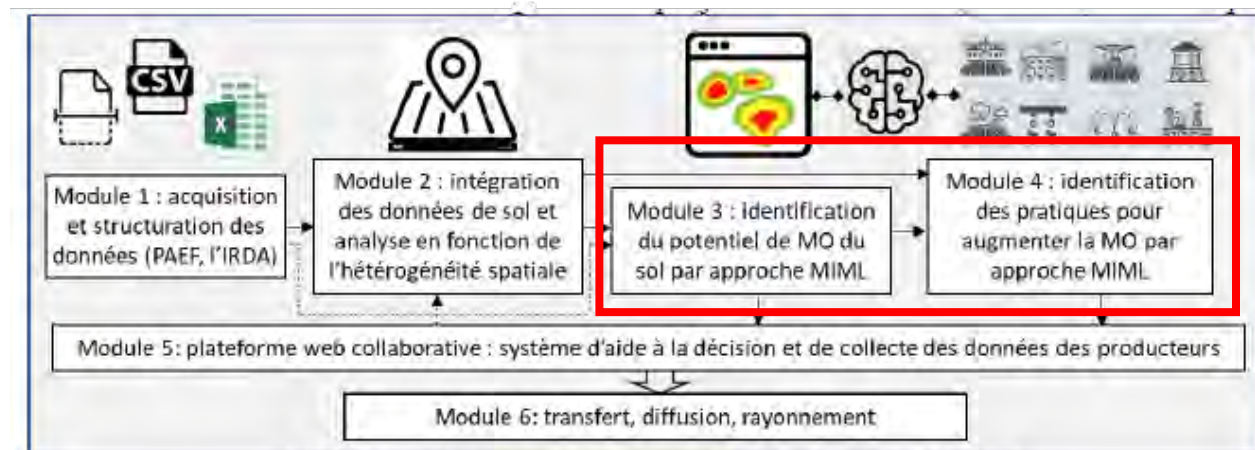 CSV
X
Module 1 : acquisition
et structuration des
données (PAEF, l'IRDA)
Module 2 : intégration
des données de sol et
analyse en fonction de
l'hétérogénéité spatiale
Module 3 : identification
du potentiel de MO du
sol par approche MIML
Module 4 : identification
des pratiques pour
augmenter la MO par
approche MIML
Module 5: plateforme web collaborative : système d'aide à la décision et de collecte des données des producteurs
Module 6: transfert, diffusion, rayonnement